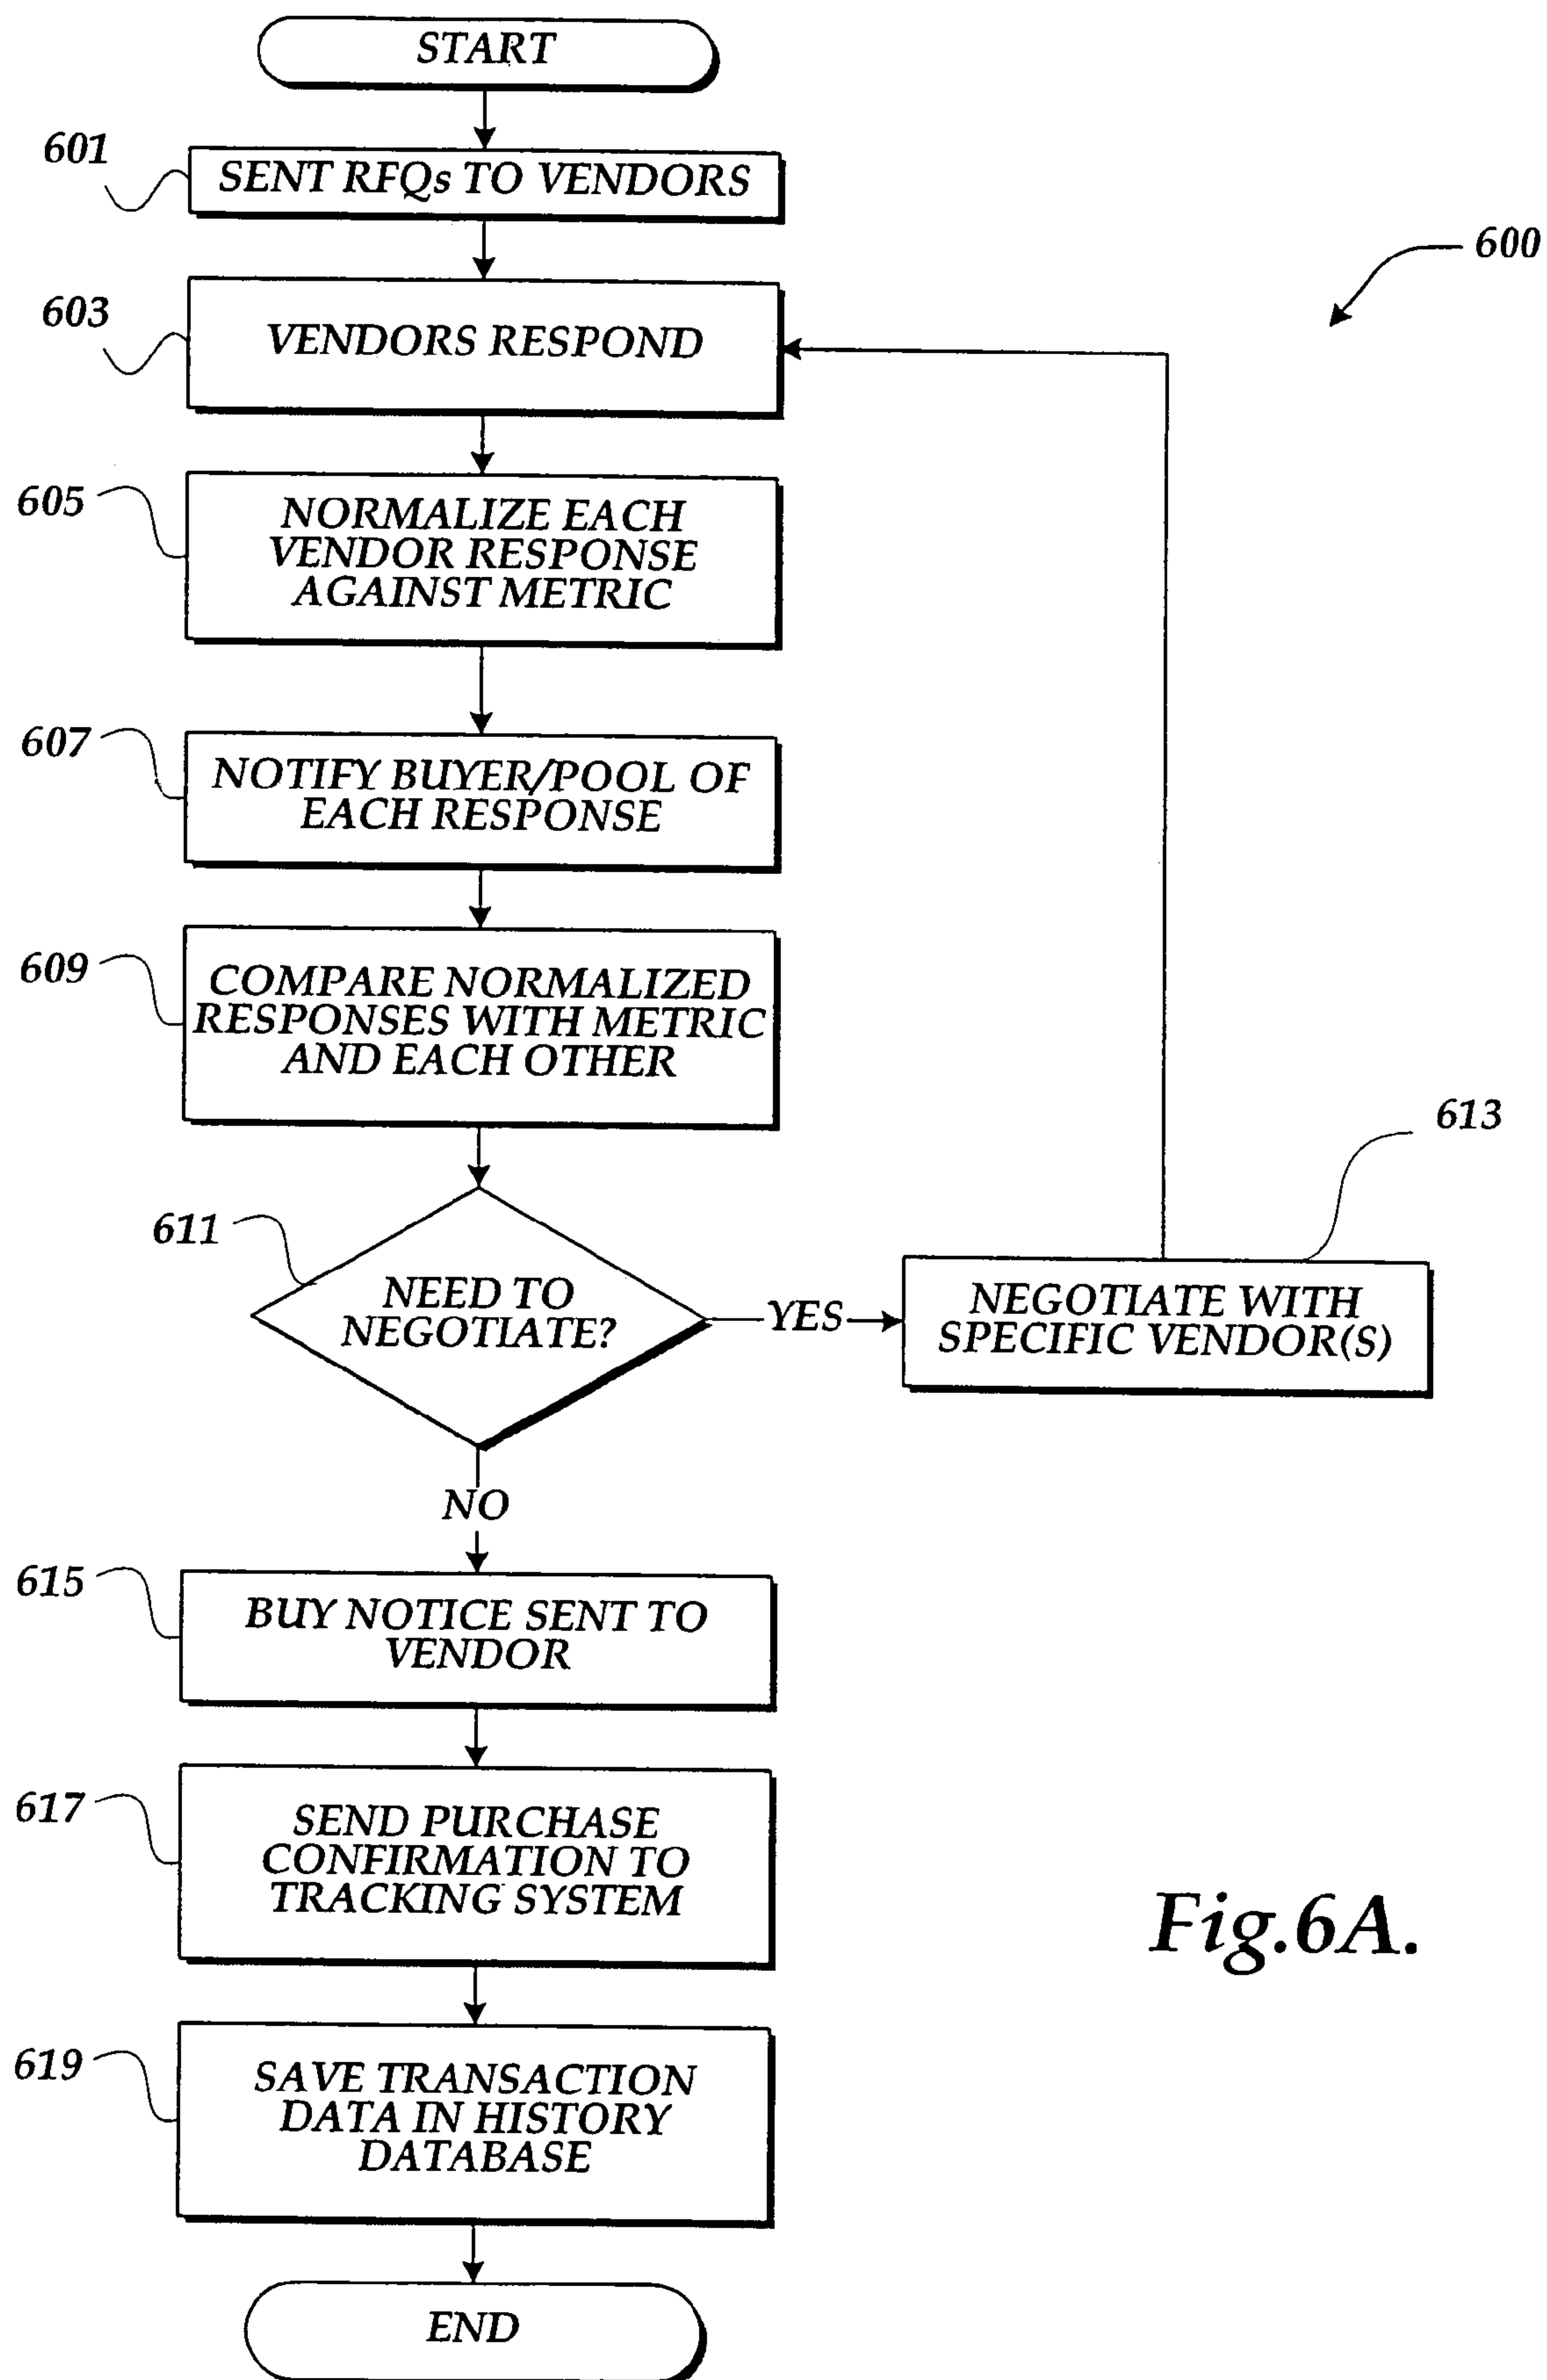 START
601
SENT RFQs TO VENDORS
600
603
VENDORS RESPOND
605
NORMALIZE EACH
VENDOR RESPONSE
AGAINST METRIC
607
NOTIFY BUYER/POOL OF
EACH RESPONSE
609
COMPARE NORMALIZED
RESPONSES WITH METRIC
AND EACH OTHER
613
611
NEED TO
NEGOTIATE?
YES
NEGOTIATE WITH
SPECIFIC VENDOR(S)
NO
615
BUY NOTICE SENT TO
VENDOR
617
SEND PURCHASE
CONFIRMATION TO
TRACKING SYSTEM
Fig.6A.
619
SAVE TRANSACTION
DATA IN HISTORY
DATABASE
END